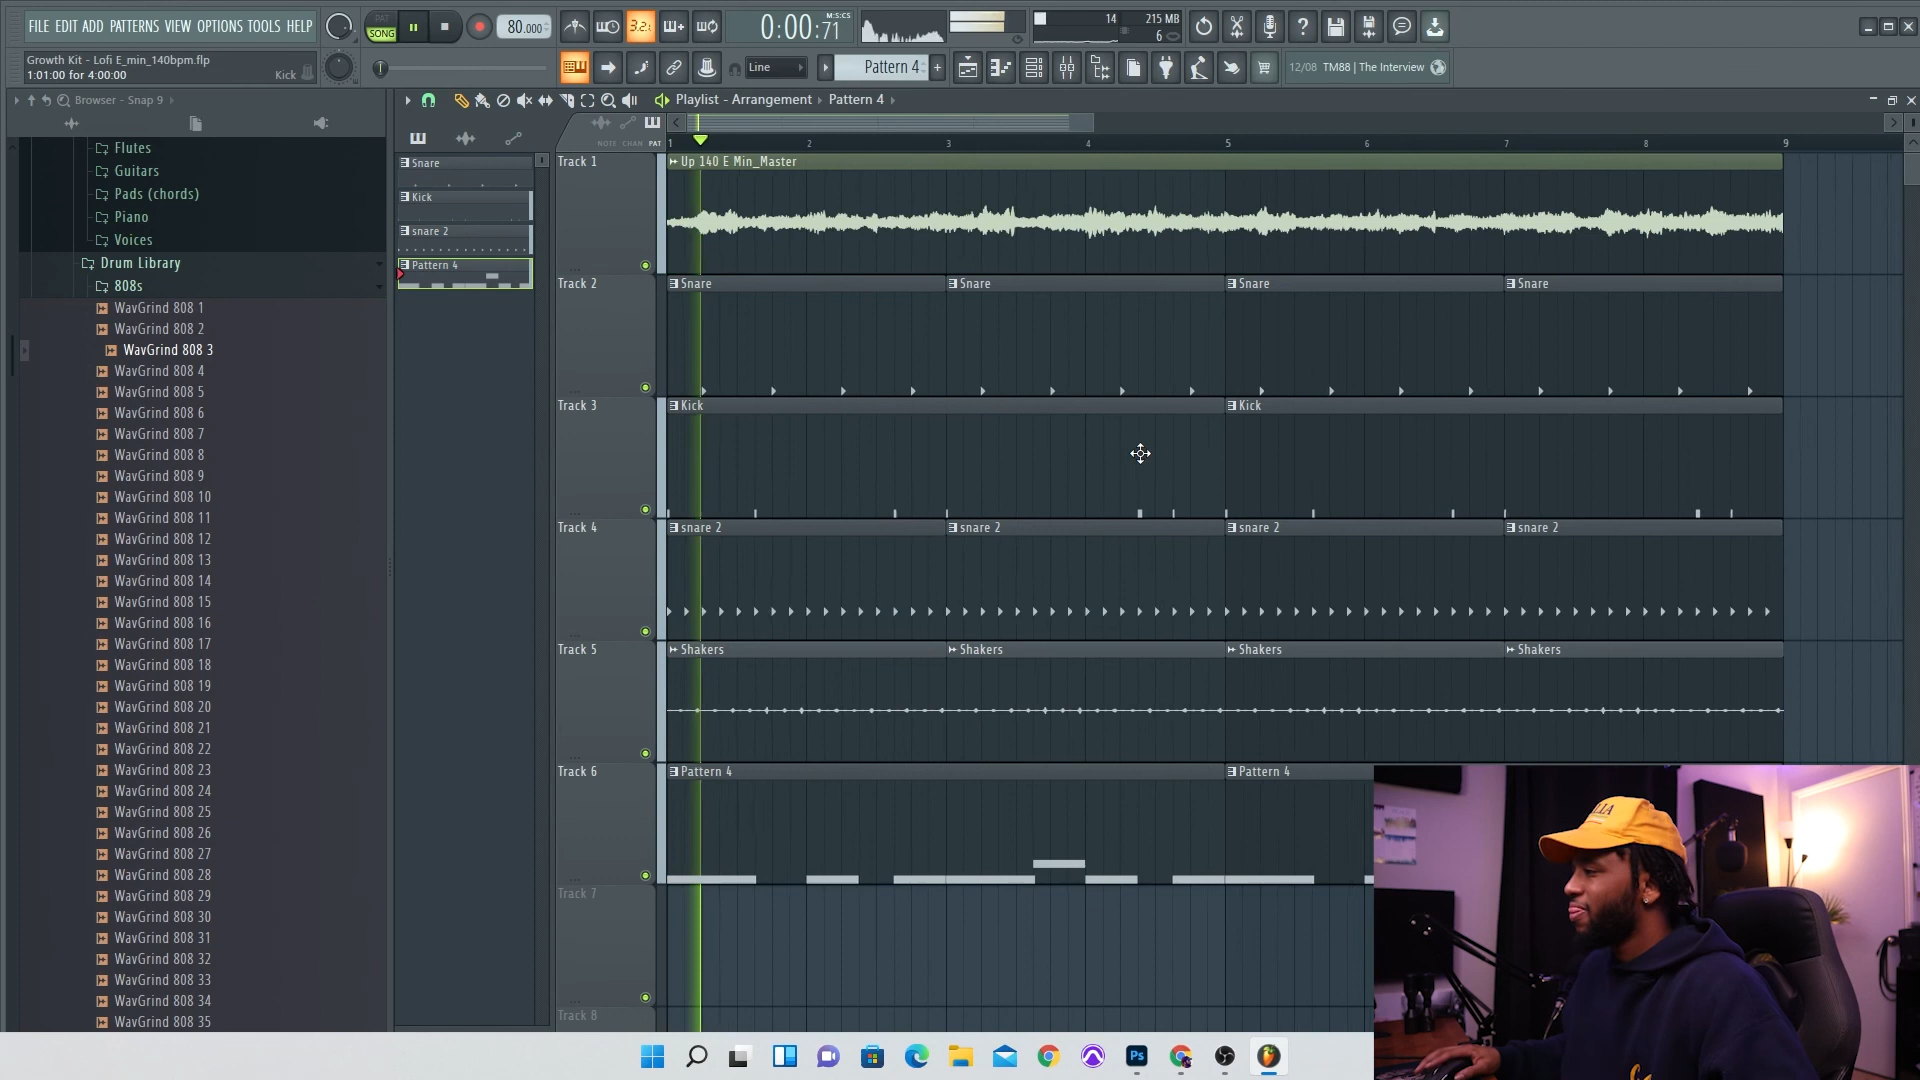 FILE EDIT ADD PATTERNS VIEW OPTIONS TOOLS HELP
PAT
SONG
80.000
3.2.
M:S:CS
0:00:71
14
215 MB
6
Growth Kit - Lofi E_min_140bpm.flp
1:01:00 for 4:00:00
Kick
Line
Pattern 4
12/08 TM88 | The Interview
Browser - Snap 9
Playlist - Arrangement
Pattern 4
NOTE CHAN PAT
1
2
3
4
5
6
7
8
9
Flutes
Guitars
Pads (chords)
Piano
Voices
Drum Library
808s
WavGrind 808 1
WavGrind 808 2
WavGrind 808 3
WavGrind 808 4
WavGrind 808 5
WavGrind 808 6
WavGrind 808 7
WavGrind 808 8
WavGrind 808 9
WavGrind 808 10
WavGrind 808 11
WavGrind 808 12
WavGrind 808 13
WavGrind 808 14
WavGrind 808 15
WavGrind 808 16
WavGrind 808 17
WavGrind 808 18
WavGrind 808 19
WavGrind 808 20
WavGrind 808 21
WavGrind 808 22
WavGrind 808 23
WavGrind 808 24
WavGrind 808 25
WavGrind 808 26
WavGrind 808 27
WavGrind 808 28
WavGrind 808 29
WavGrind 808 30
WavGrind 808 31
WavGrind 808 32
WavGrind 808 33
WavGrind 808 34
WavGrind 808 35
Snare
Kick
snare 2
Pattern 4
Track 1
Up 140 E Min_Master
Track 2
Snare
Snare
Snare
Snare
Track 3
Kick
Kick
Track 4
snare 2
snare 2
snare 2
snare 2
Track 5
Shakers
Shakers
Shakers
Shakers
Track 6
Pattern 4
Pattern 4
Track 7
Track 8
Ps